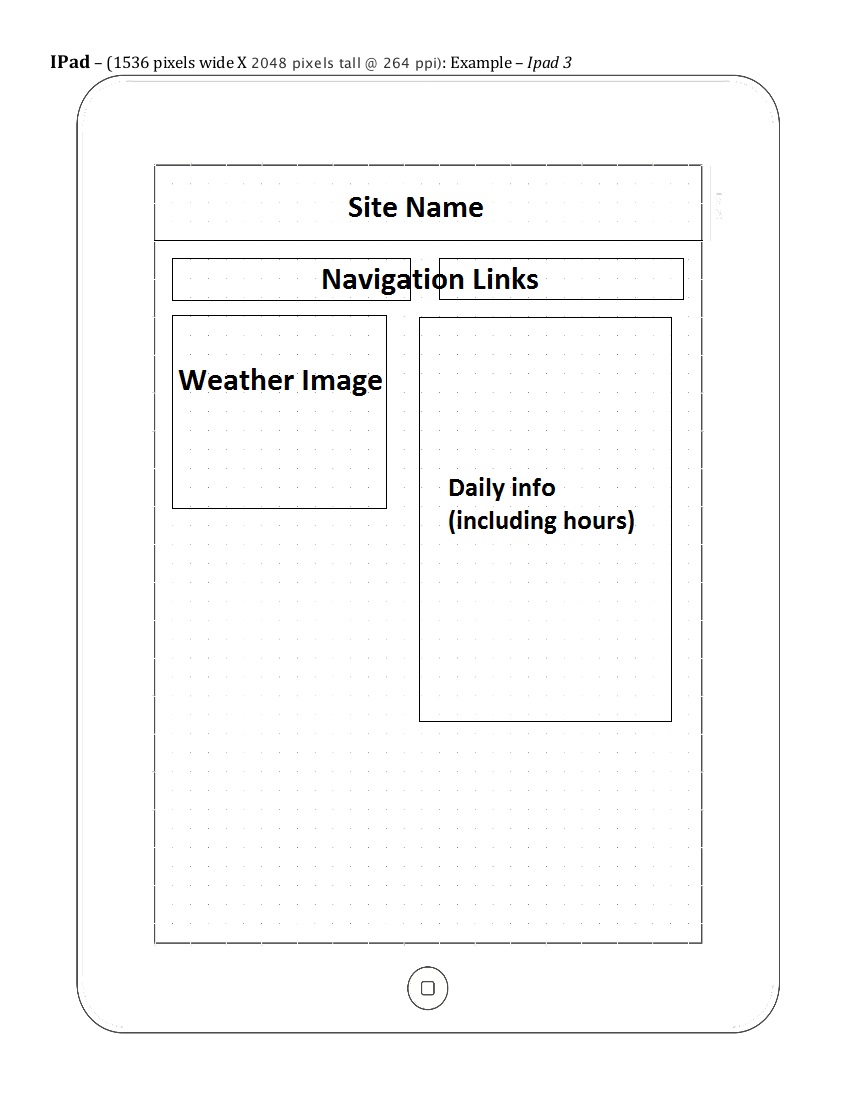 IPad – (1536 pixels wide X 2048 pixels tall @ 264 ppi): Example – Ipad 3
Site Name
Navigation Links
Weather Image
Daily info
(including hours)